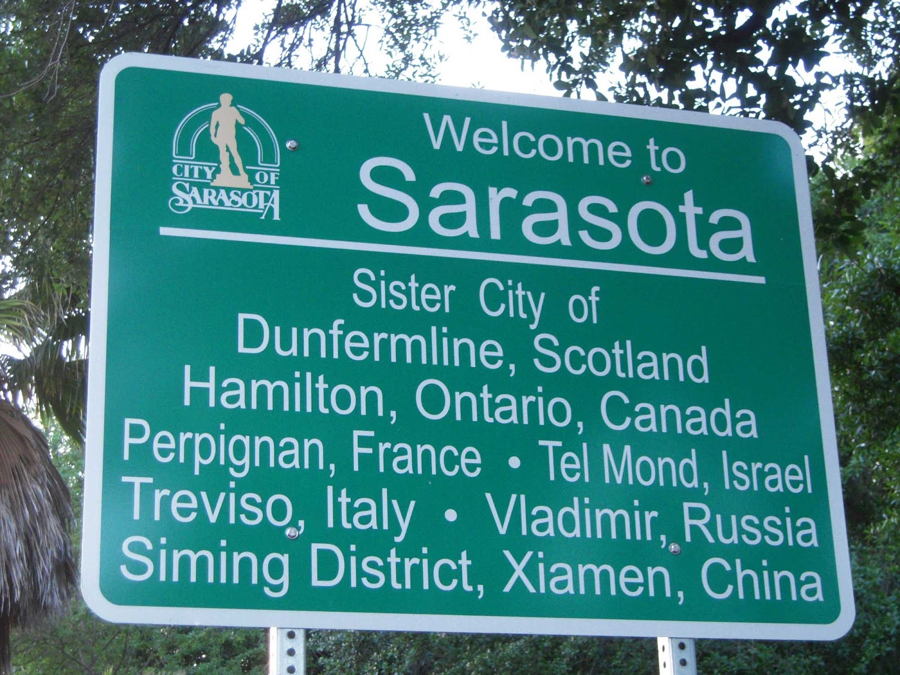 CITY OF
SARASOTA
Welcome to
Sarasota
Sister City of
Dunfermline, Scotland
Hamilton, Ontario, Canada
Perpignan, France • Tel Mond, Israel
Treviso, Italy • Vladimir, Russia
Siming District, Xiamen, China